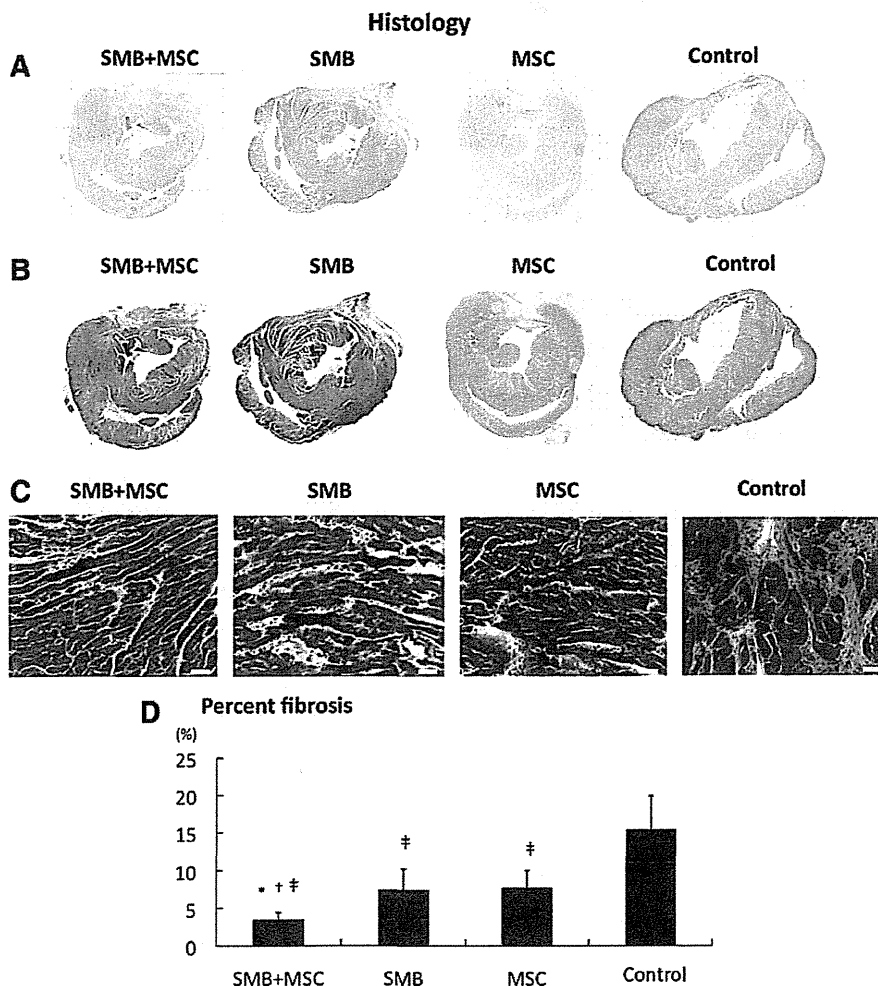 Histology
A
SMB+MSC SMB MSC Control
B
SMB+MSC SMB MSC Control
C
SMB+MSC SMB MSC Control
D Percent fibrosis
(%)
25
20
15
10
5
0
* † ‡
‡
‡
SMB+MSC SMB MSC Control